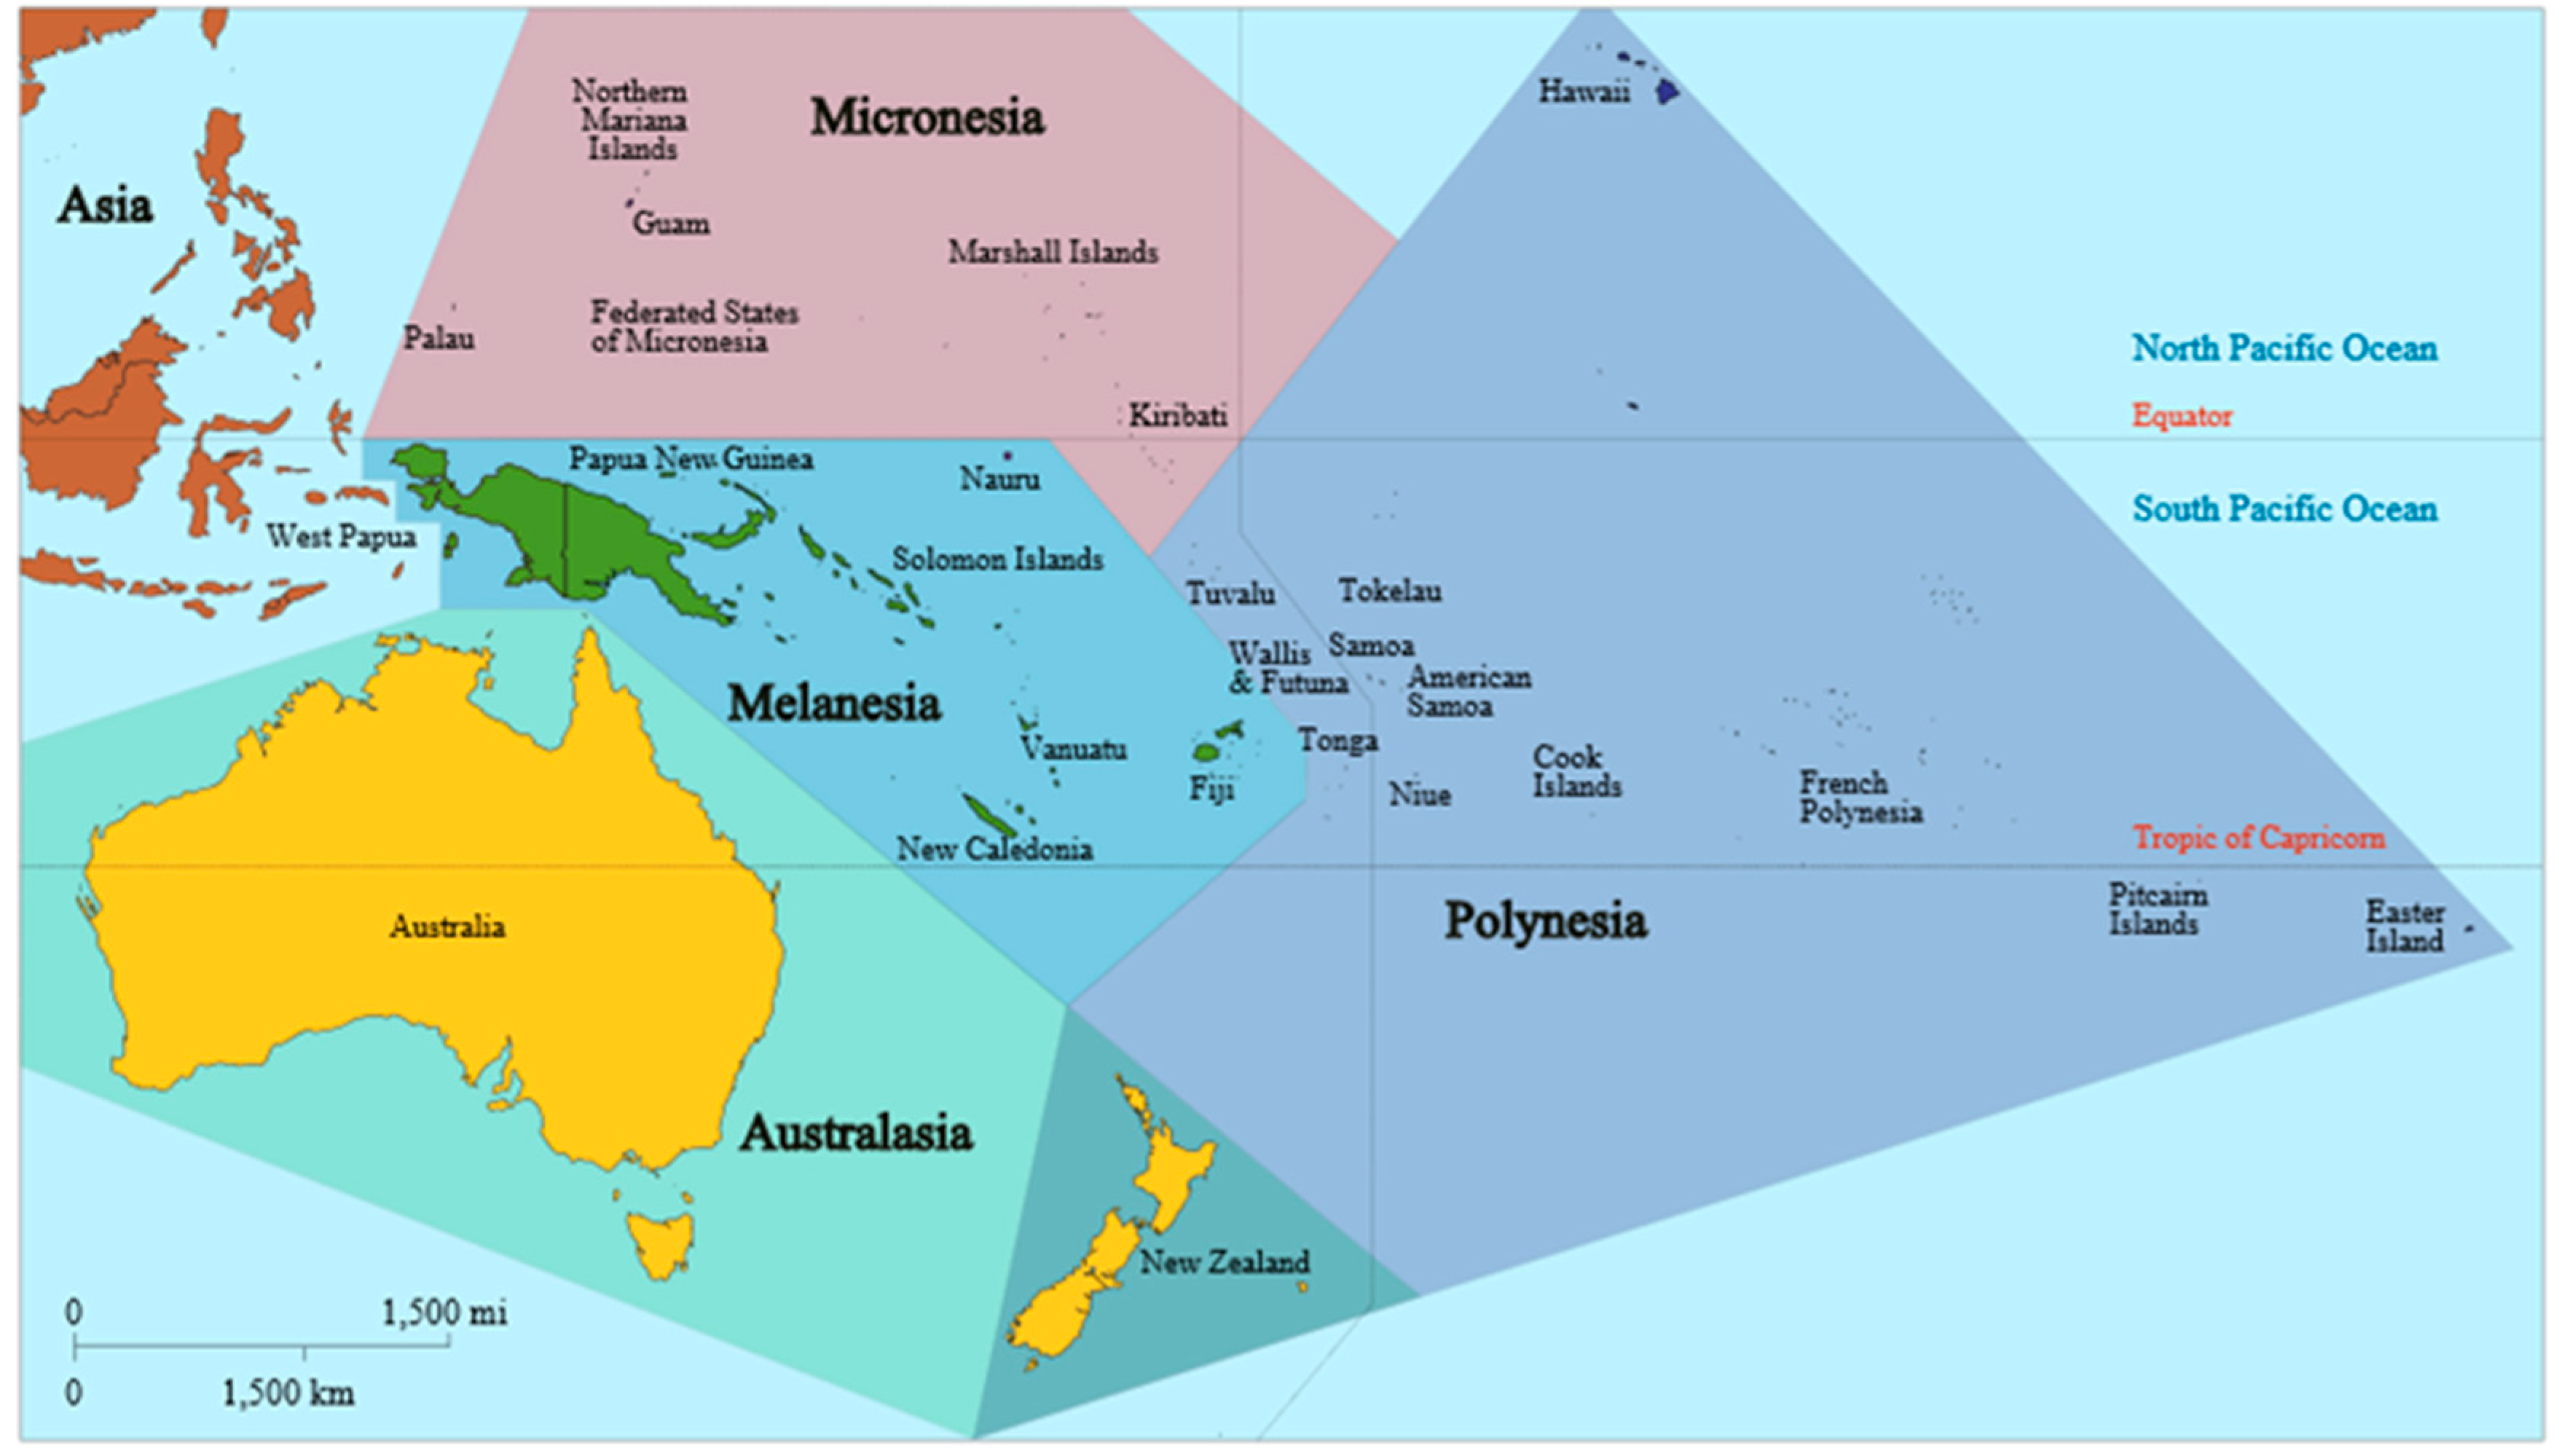 Northern
Mariana
Islands
Micronesia
Hawaii
Asia
Guam
Marshall Islands
Federated States
of Micronesia
Palau
North Pacific Ocean
Kiribati
Equator
Papua New Guinea
Nauru
South Pacific Ocean
West Papua
Solomon Islands
Tuvalu
Tokelau
Wallis
& Futuna
Samoa
American
Samoa
Melanesia
Vanuatu
Fiji
Tonga
Niue
Cook
Islands
French
Polynesia
New Caledonia
Tropic of Capricorn
Australia
Polynesia
Pitcairn
Islands
Easter
Island
Australasia
New Zealand
0 1,500 mi
0 1,500 km